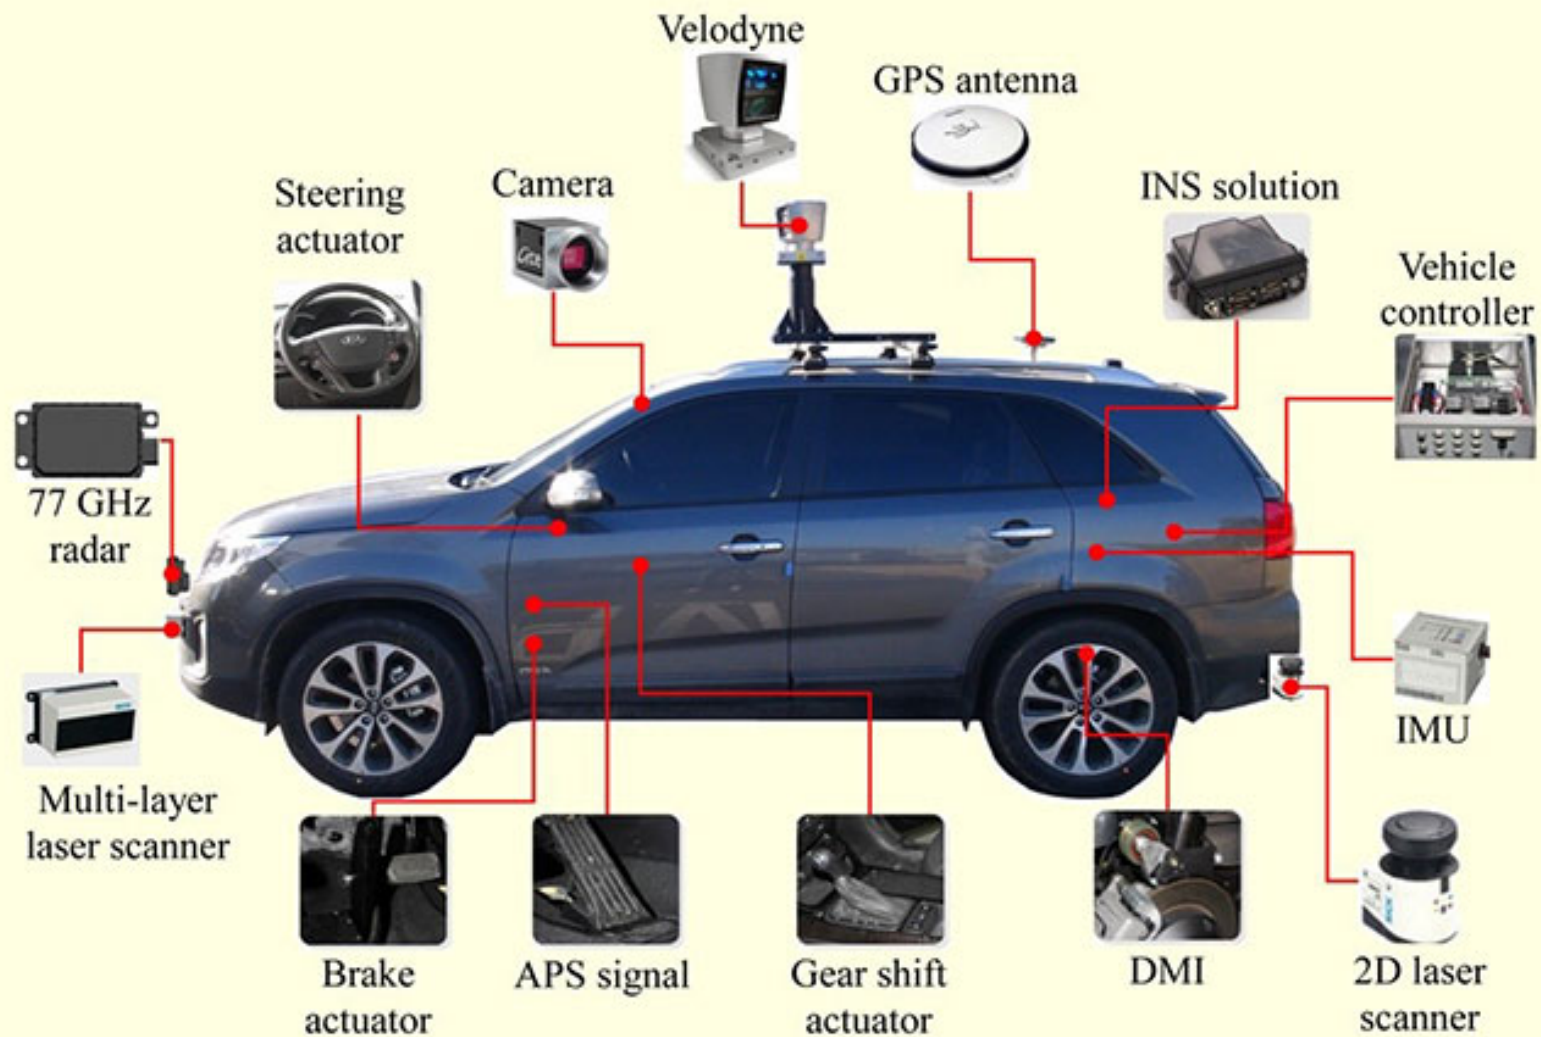 Velodyne
GPS antenna
Camera
INS solution
Steering
actuator
Vehicle
controller
77 GHz
radar
IMU
Multi-layer
laser scanner
Brake
actuator
APS signal
Gear shift
actuator
DMI
2D laser
scanner
SICK